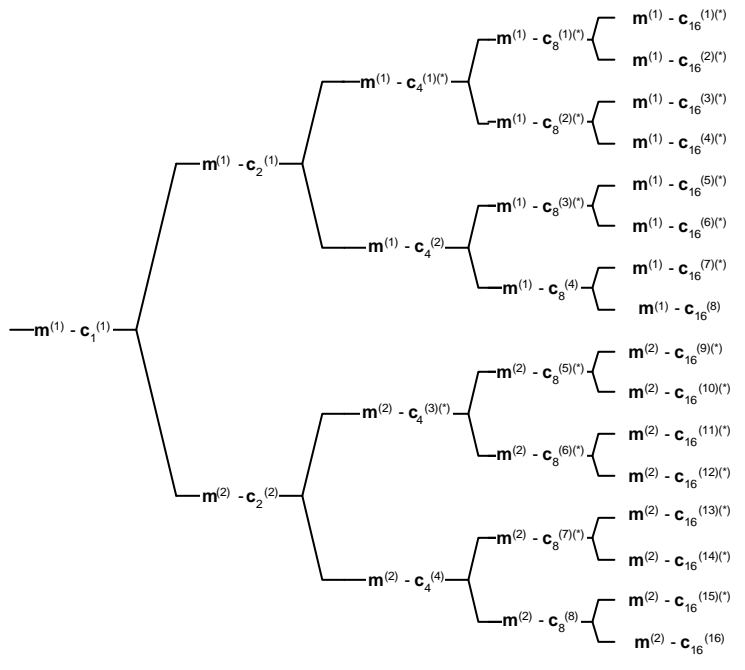 m⁽¹⁾ - c₁₆⁽¹⁾⁽*⁾
m⁽¹⁾ - c₈⁽¹⁾⁽*⁾
m⁽¹⁾ - c₁₆⁽²⁾⁽*⁾
m⁽¹⁾ - c₄⁽¹⁾⁽*⁾
m⁽¹⁾ - c₁₆⁽³⁾⁽*⁾
m⁽¹⁾ - c₈⁽²⁾⁽*⁾
m⁽¹⁾ - c₁₆⁽⁴⁾⁽*⁾
m⁽¹⁾ - c₂⁽¹⁾
m⁽¹⁾ - c₁₆⁽⁵⁾⁽*⁾
m⁽¹⁾ - c₈⁽³⁾⁽*⁾
m⁽¹⁾ - c₁₆⁽⁶⁾⁽*⁾
m⁽¹⁾ - c₄⁽²⁾
m⁽¹⁾ - c₁₆⁽⁷⁾⁽*⁾
m⁽¹⁾ - c₈⁽⁴⁾
m⁽¹⁾ - c₁₆⁽⁸⁾
m⁽¹⁾ - c₁⁽¹⁾
m⁽²⁾ - c₁₆⁽⁹⁾⁽*⁾
m⁽²⁾ - c₈⁽⁵⁾⁽*⁾
m⁽²⁾ - c₁₆⁽¹⁰⁾⁽*⁾
m⁽²⁾ - c₄⁽³⁾⁽*⁾
m⁽²⁾ - c₁₆⁽¹¹⁾⁽*⁾
m⁽²⁾ - c₈⁽⁶⁾⁽*⁾
m⁽²⁾ - c₁₆⁽¹²⁾⁽*⁾
m⁽²⁾ - c₂⁽²⁾
m⁽²⁾ - c₁₆⁽¹³⁾⁽*⁾
m⁽²⁾ - c₈⁽⁷⁾⁽*⁾
m⁽²⁾ - c₁₆⁽¹⁴⁾⁽*⁾
m⁽²⁾ - c₄⁽⁴⁾
m⁽²⁾ - c₁₆⁽¹⁵⁾⁽*⁾
m⁽²⁾ - c₈⁽⁸⁾
m⁽²⁾ - c₁₆⁽¹⁶⁾